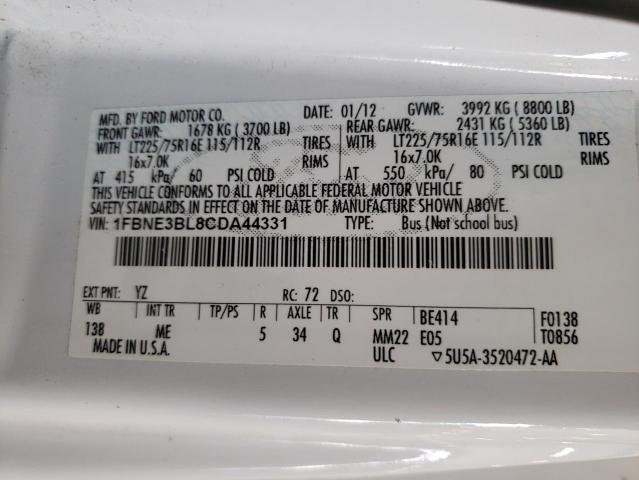 MFD. BY FORD MOTOR CO. DATE: 01/12 GVWR: 3992 KG ( 8800 LB)
FRONT GAWR: 1678 KG ( 3700 LB) REAR GAWR: 2431 KG ( 5360 LB)
WITH LT225/75R16E 115/112R TIRES WITH LT225/75R16E 115/112R TIRES
16x7.0K RIMS 16x7.0K RIMS
AT 415 kPa/ 60 PSI COLD AT 550 kPa/ 80 PSI COLD
THIS VEHICLE CONFORMS TO ALL APPLICABLE FEDERAL MOTOR VEHICLE
SAFETY STANDARDS IN EFFECT ON THE DATE OF MANUFACTURE SHOWN ABOVE.
VIN: 1FBNE3BL8CDA44331 TYPE: Bus (Not school bus)
EXT PNT: YZ RC: 72 DSO:
WB INT TR TP/PS R AXLE TR SPR BE414 F0138
138 ME 5 34 Q MM22 E05 T0856
MADE IN U.S.A. ULC ▽5U5A-3520472-AA